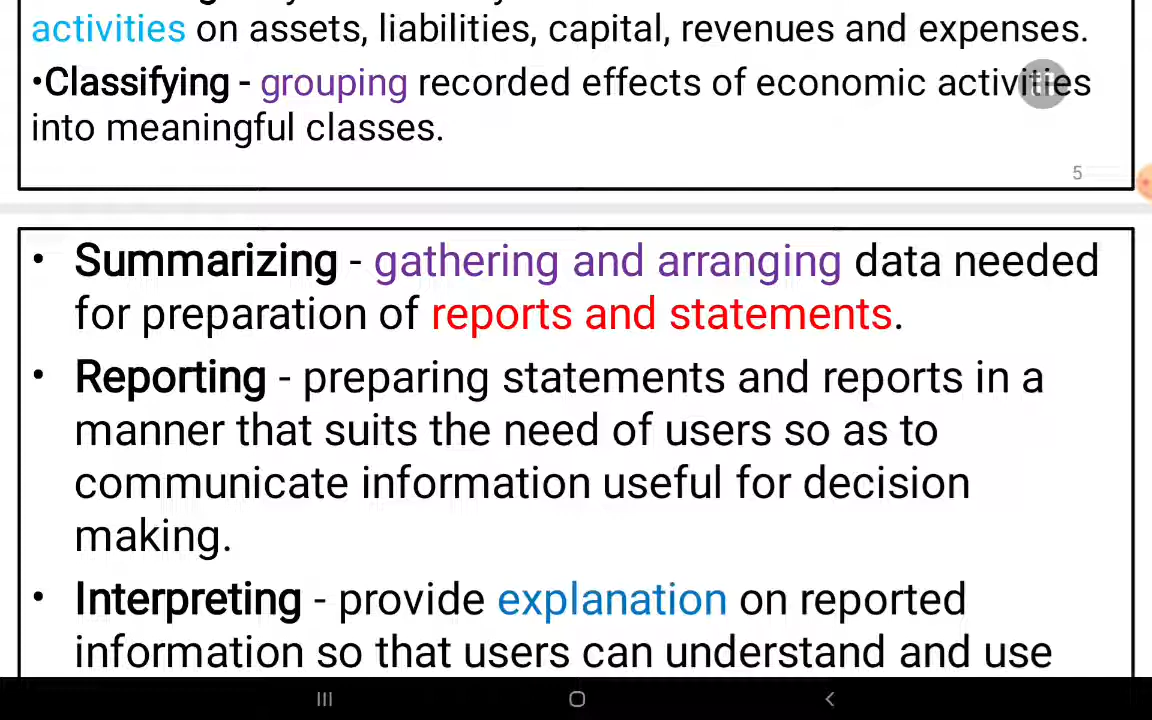 activities on assets, liabilities, capital, revenues and expenses.
•Classifying - grouping recorded effects of economic activities
into meaningful classes.
5
• Summarizing - gathering and arranging data needed
for preparation of reports and statements.
• Reporting - preparing statements and reports in a
manner that suits the need of users so as to
communicate information useful for decision
making.
• Interpreting - provide explanation on reported
information so that users can understand and use